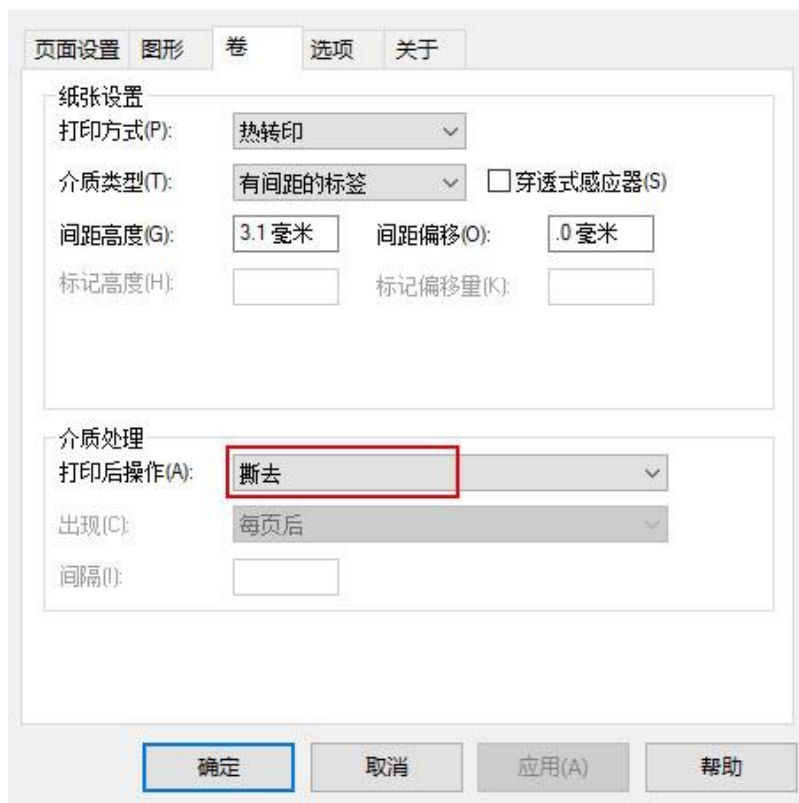 页面设置 图形 卷 选项 关于
纸张设置
打印方式(P): 热转印
介质类型(T): 有间距的标签 穿透式感应器(S)
间距高度(G): 3.1 毫米 间距偏移(O): .0 毫米
标记高度(H): 标记偏移量(K):
介质处理
打印后操作(A): 撕去
出现(C): 每页后
间隔(I):
确定 取消 应用(A) 帮助